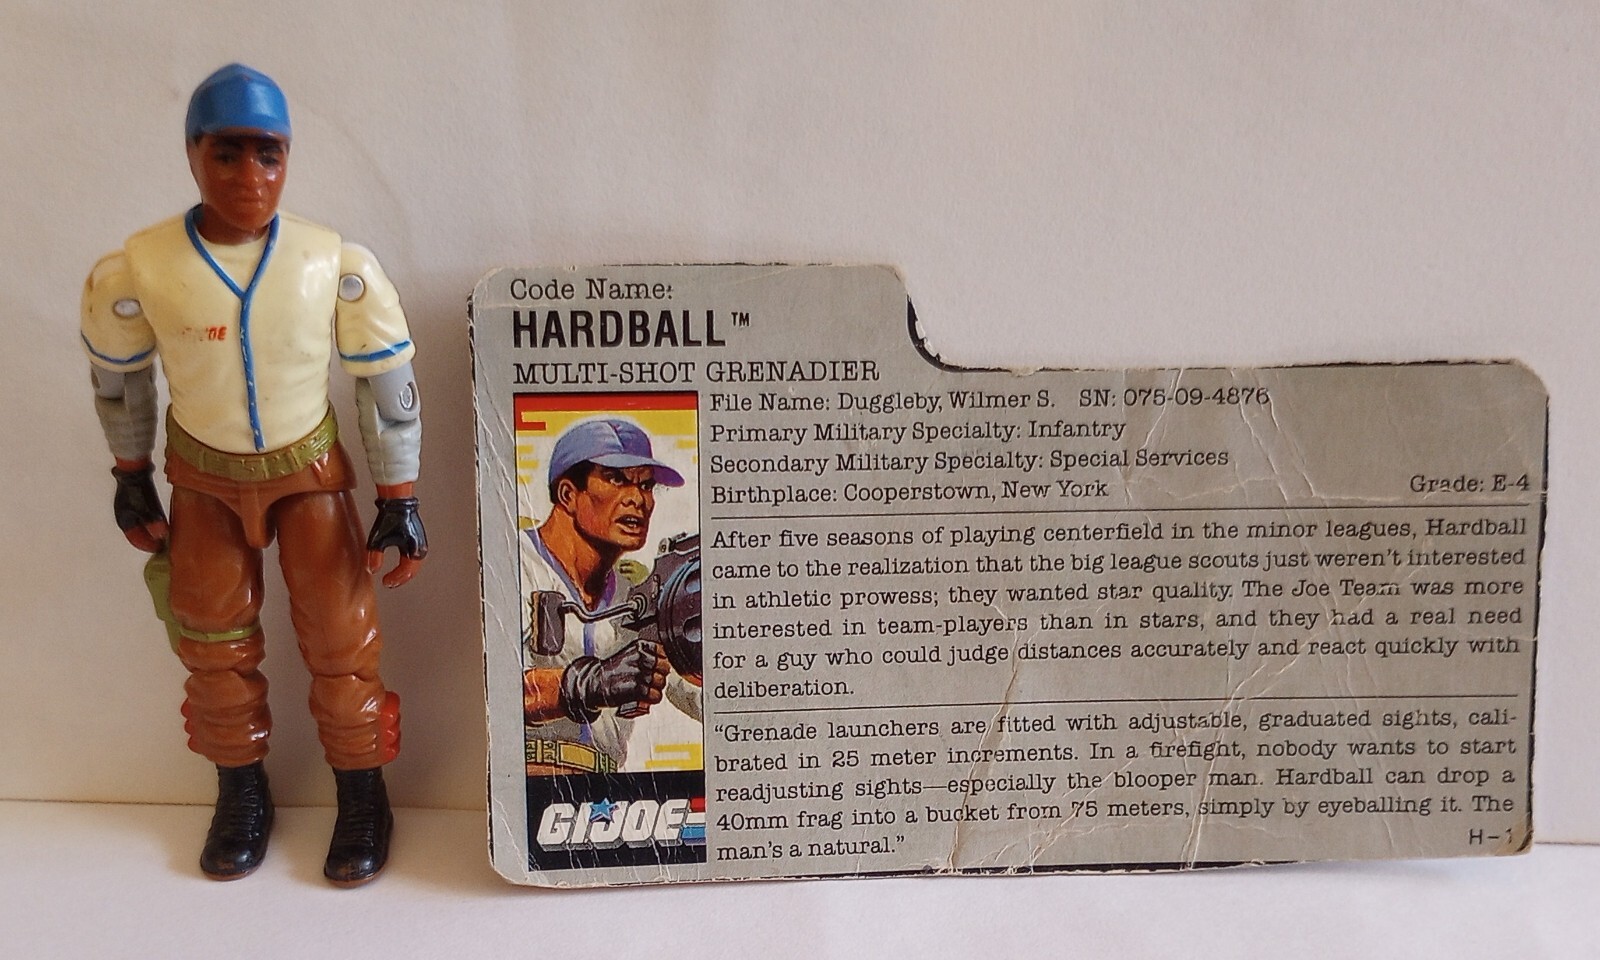 Code Name:
HARDBALL™
MULTI-SHOT GRENADIER
File Name: Duggleby, Wilmer S. SN: 075-09-4876
Primary Military Specialty: Infantry
Secondary Military Specialty: Special Services
Birthplace: Cooperstown, New York Grade: E-4
After five seasons of playing centerfield in the minor leagues, Hardball
came to the realization that the big league scouts just weren't interested
in athletic prowess; they wanted star quality. The Joe Team was more
interested in team-players than in stars, and they had a real need
for a guy who could judge distances accurately and react quickly with
deliberation.
"Grenade launchers are fitted with adjustable, graduated sights, cali-
brated in 25 meter increments. In a firefight, nobody wants to start
readjusting sights—especially the blooper man. Hardball can drop a
40mm frag into a bucket from 75 meters, simply by eyeballing it. The
man's a natural."
H-1
GI JOE